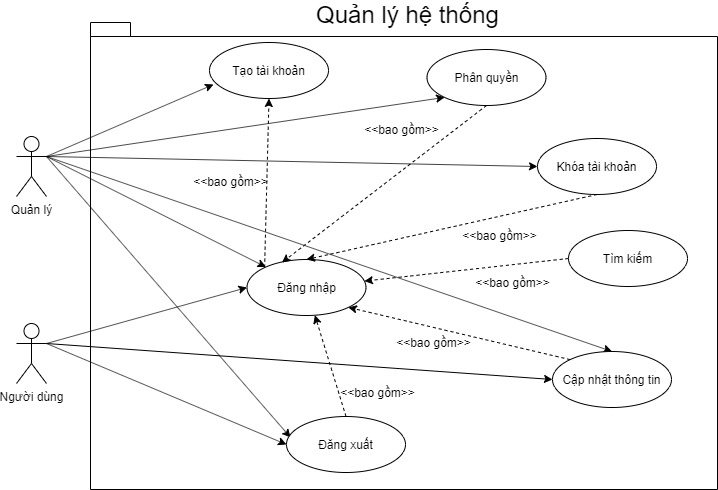 Quản lý hệ thống
Tạo tài khoản
Phân quyền
<<bao gồm>>
Khóa tài khoản
<<bao gồm>>
Quản lý
<<bao gồm>>
Tìm kiếm
<<bao gồm>>
Đăng nhập
<<bao gồm>>
Cập nhật thông tin
Người dùng
<<bao gồm>>
Đăng xuất